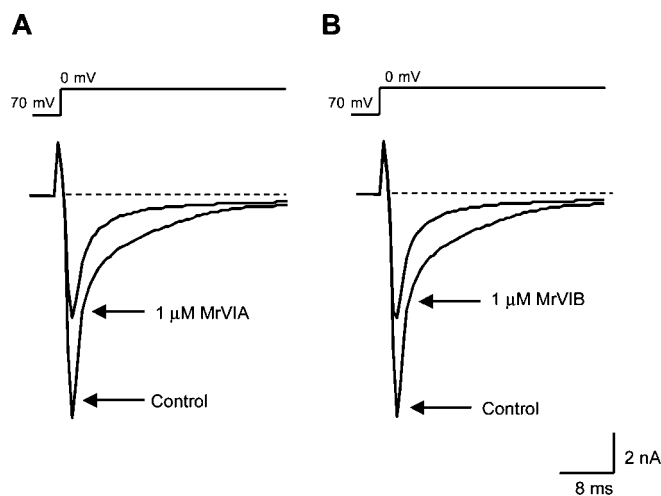 A
B
0 mV
0 mV
70 mV
70 mV
1 μM MrVIA
1 μM MrVIB
Control
Control
2 nA
8 ms